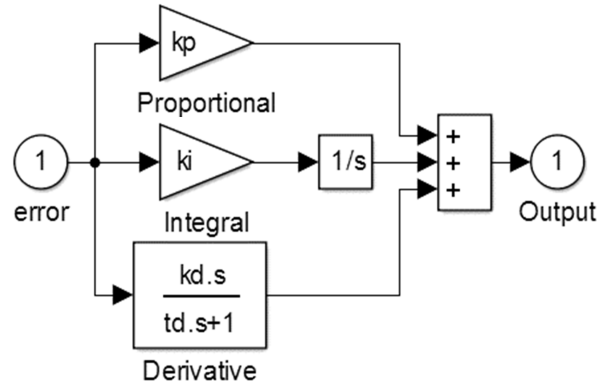 kp
Proportional
1
error
ki
Integral
1/s
+
+
+
1
Output
kd.s
td.s+1
Derivative